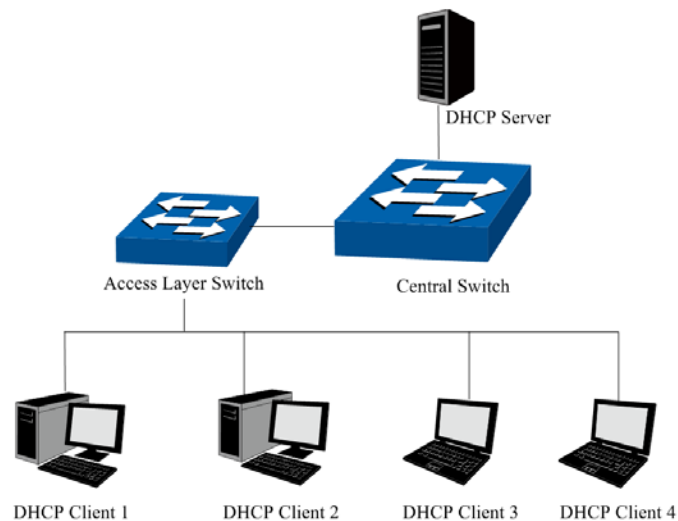 DHCP Server
Access Layer Switch
Central Switch
DHCP Client 1
DHCP Client 2
DHCP Client 3
DHCP Client 4